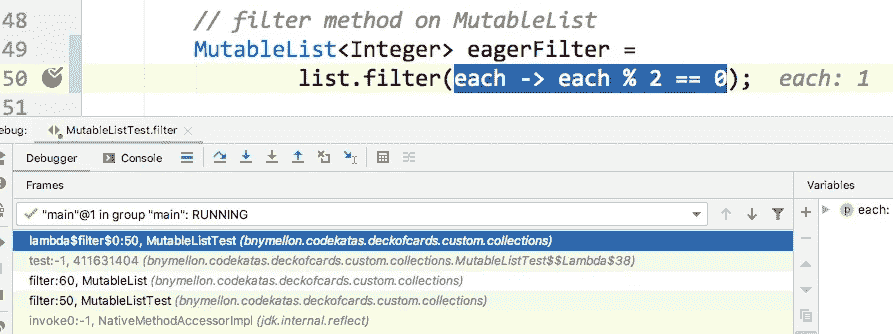 48 // filter method on MutableList
49 MutableList<Integer> eagerFilter =
50 list.filter(each -> each % 2 == 0); each: 1
51
ebug: MutableListTest.filter
Debugger Console
Frames Variables
"main"@1 in group "main": RUNNING
each:
lambda$filter$0:50, MutableListTest (bnymellon.codekatas.deckofcards.custom.collections)
test:-1, 411631404 (bnymellon.codekatas.deckofcards.custom.collections.MutableListTest$$Lambda$38)
filter:60, MutableList (bnymellon.codekatas.deckofcards.custom.collections)
filter:50, MutableListTest (bnymellon.codekatas.deckofcards.custom.collections)
invoke0:-1, NativeMethodAccessorImpl (jdk.internal.reflect)